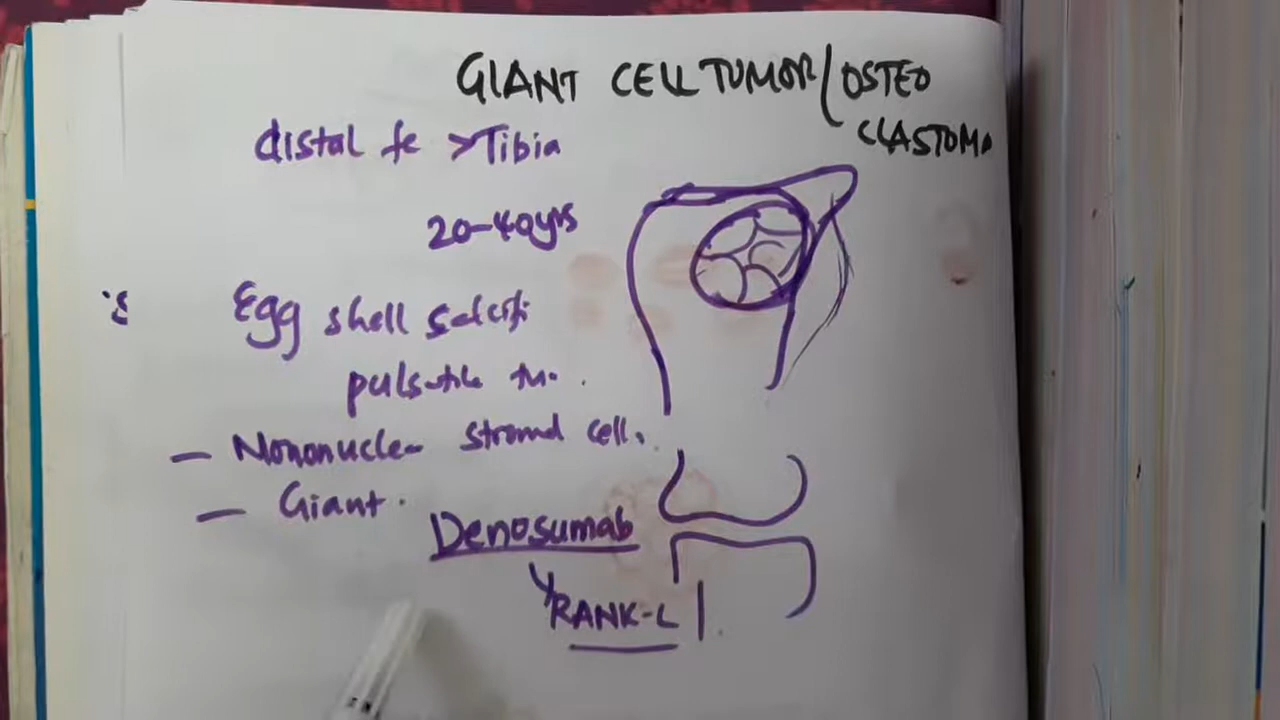 GIANT CELL TUMOR/OSTEO
CLASTOMA
distal fe > Tibia
20-40yrs
Egg shell calcifi
pulsatile tu.
- Mononuclear stromal cell.
- Giant.
Denosumab
RANK-L